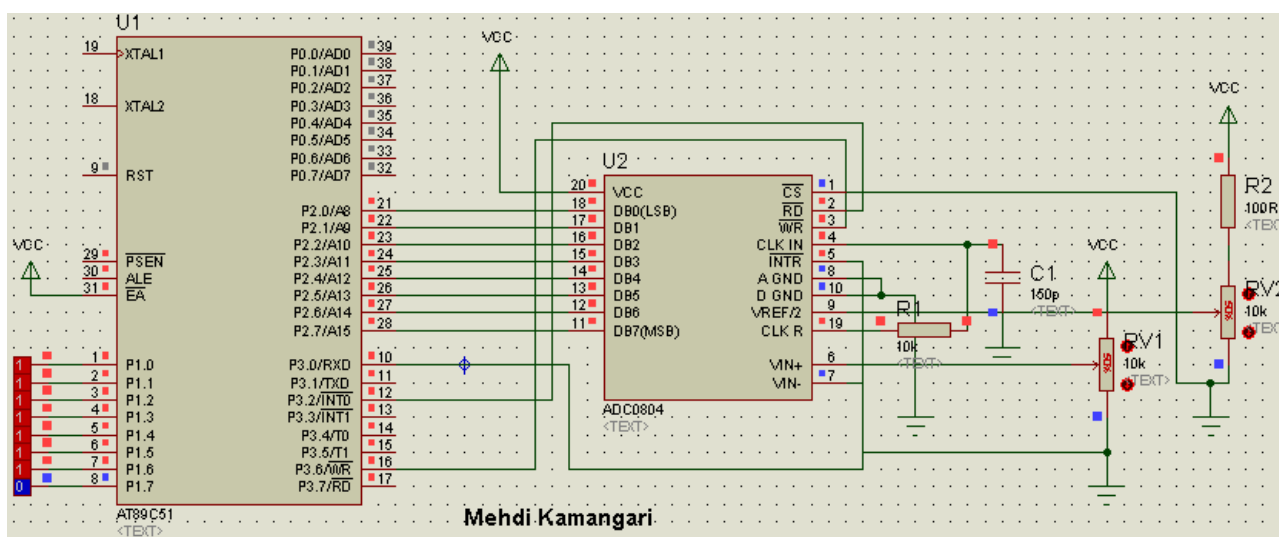 U1
19
XTAL1
18
XTAL2
9
RST
29
PSEN
30
ALE
31
EA
VCC
1
P1.0
2
P1.1
3
P1.2
4
P1.3
5
P1.4
6
P1.5
7
P1.6
8
P1.7
1
1
1
1
1
1
1
0
P0.0/AD0
39
P0.1/AD1
38
P0.2/AD2
37
P0.3/AD3
36
P0.4/AD4
35
P0.5/AD5
34
P0.6/AD6
33
P0.7/AD7
32
P2.0/A8
21
P2.1/A9
22
P2.2/A10
23
P2.3/A11
24
P2.4/A12
25
P2.5/A13
26
P2.6/A14
27
P2.7/A15
28
P3.0/RXD
10
P3.1/TXD
11
P3.2/INT0
12
P3.3/INT1
13
P3.4/T0
14
P3.5/T1
15
P3.6/WR
16
P3.7/RD
17
AT89C51
<TEXT>
VCC
U2
20
VCC
18
DB0(LSB)
17
DB1
16
DB2
15
DB3
14
DB4
13
DB5
12
DB6
11
DB7(MSB)
CS
1
RD
2
WR
3
CLK IN
4
INTR
5
A GND
8
D GND
10
VREF/2
9
CLK R
19
VIN+
6
VIN-
7
ADC0804
<TEXT>
R1
10k
<TEXT>
C1
150p
<TEXT>
VCC
RV1
50%
10k
<TEXT>
VCC
R2
100R
<TEX
RV2
50%
10k
<TEXT>
Mehdi Kamangari